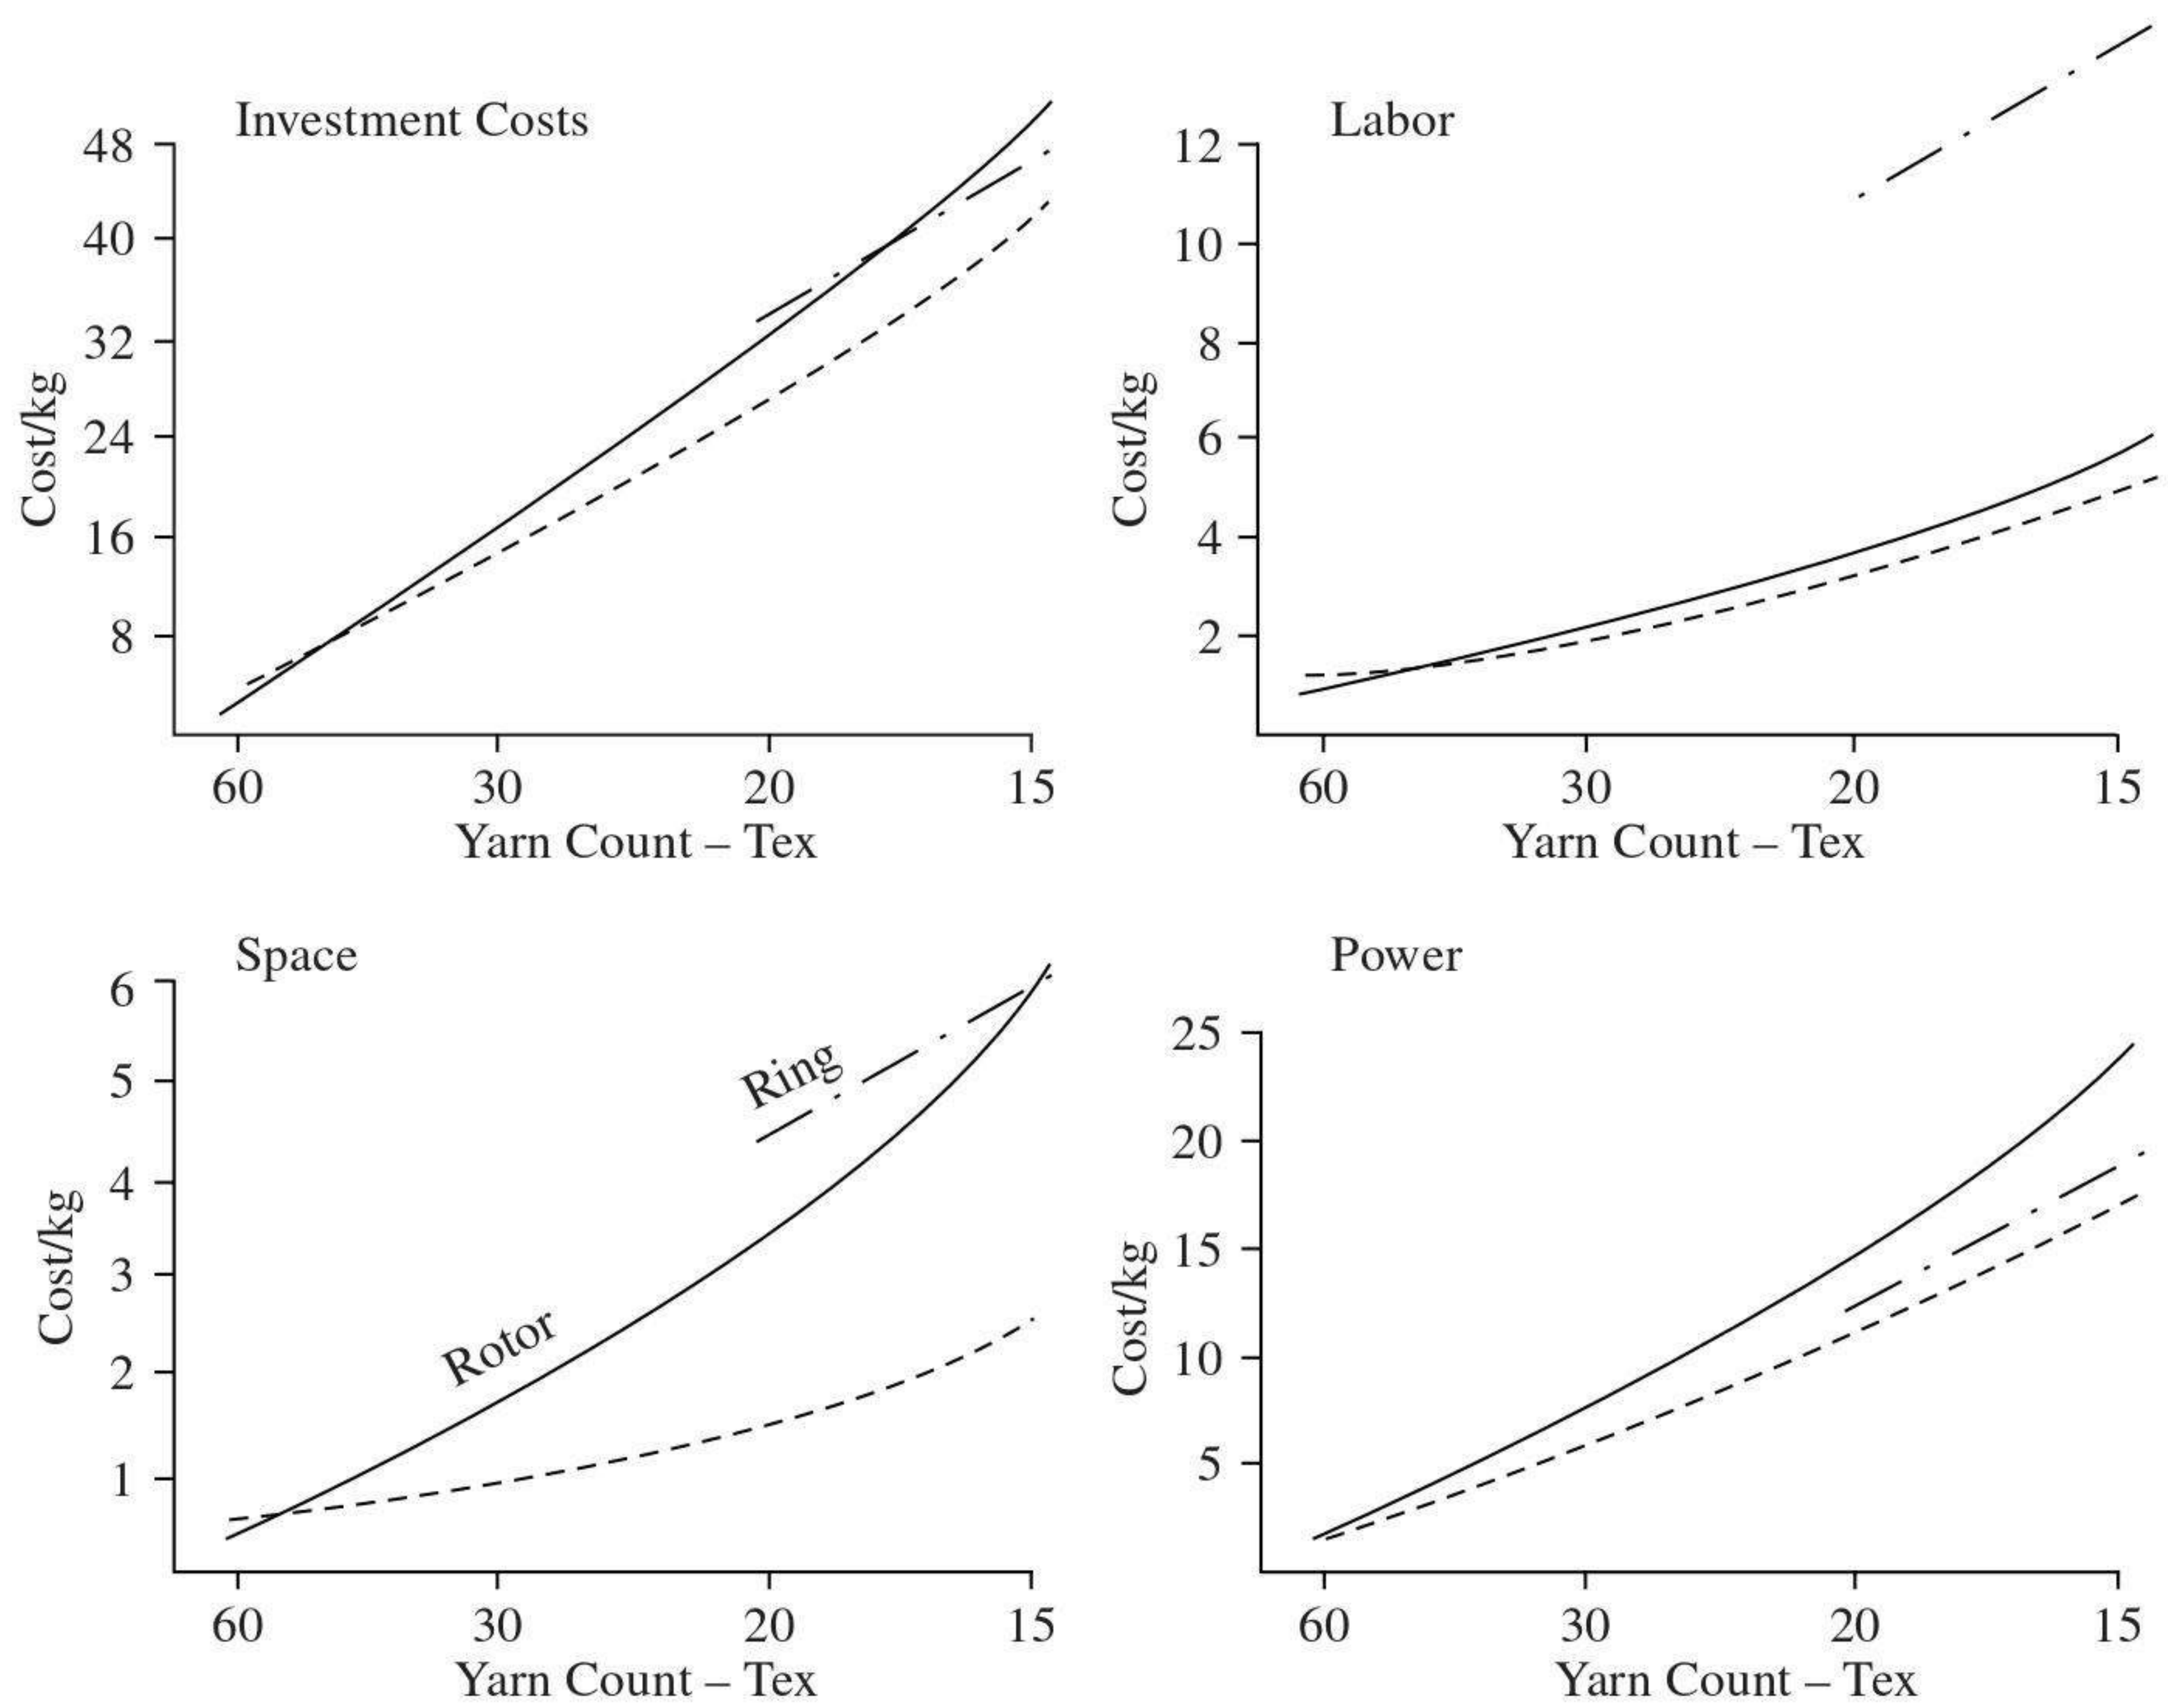 Investment Costs
48
40
32
24
16
8
Cost/kg
60 30 20 15
Yarn Count – Tex
Labor
12
10
8
6
4
2
Cost/kg
60 30 20 15
Yarn Count – Tex
Space
6
5
4
3
2
1
Cost/kg
Ring
Rotor
60 30 20 15
Yarn Count – Tex
Power
25
20
15
10
5
Cost/kg
60 30 20 15
Yarn Count – Tex